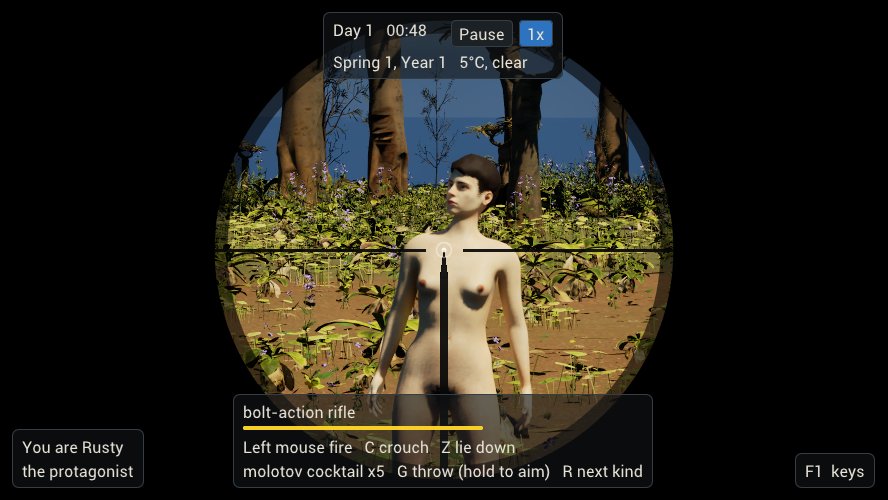 Day 1 00:48 Pause 1x
Spring 1, Year 1 5°C, clear
bolt-action rifle
Left mouse fire C crouch Z lie down
molotov cocktail x5 G throw (hold to aim) R next kind
You are Rusty
the protagonist
F1 keys